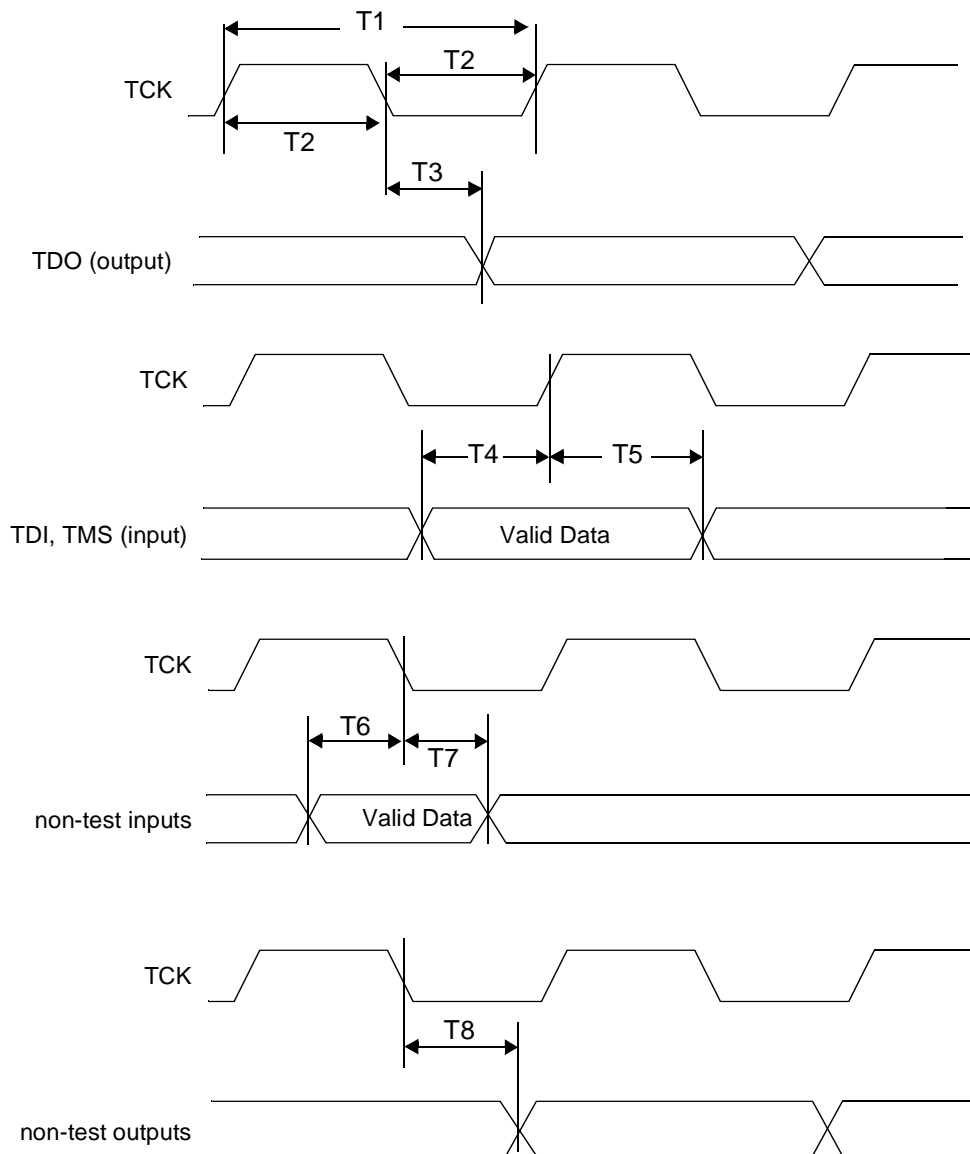 T1
T2
TCK
T2
T3
TDO (output)
TCK
T4
T5
TDI, TMS (input)
Valid Data
TCK
T6
T7
non-test inputs
Valid Data
TCK
T8
non-test outputs